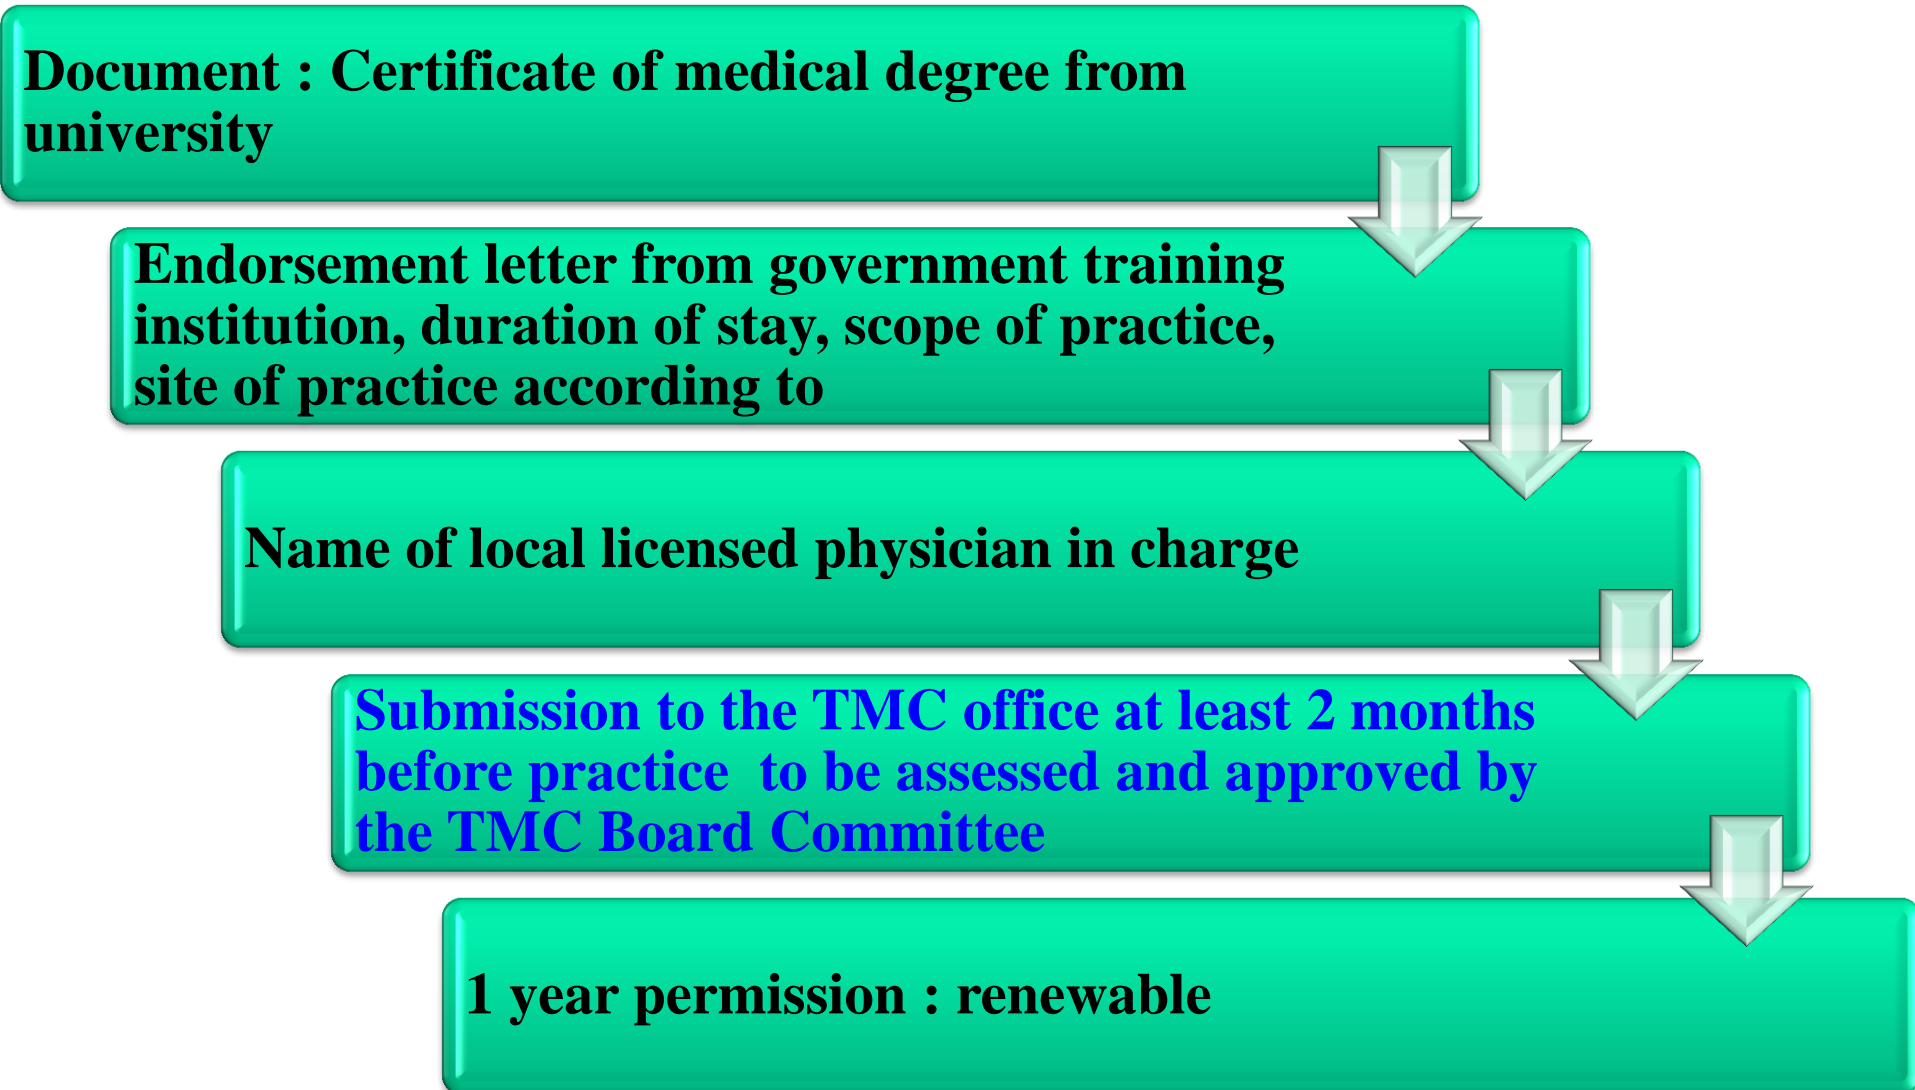 Document : Certificate of medical degree from
university
Endorsement letter from government training
institution, duration of stay, scope of practice,
site of practice according to
Name of local licensed physician in charge
Submission to the TMC office at least 2 months
before practice  to be assessed and approved by
the TMC Board Committee
1 year permission : renewable